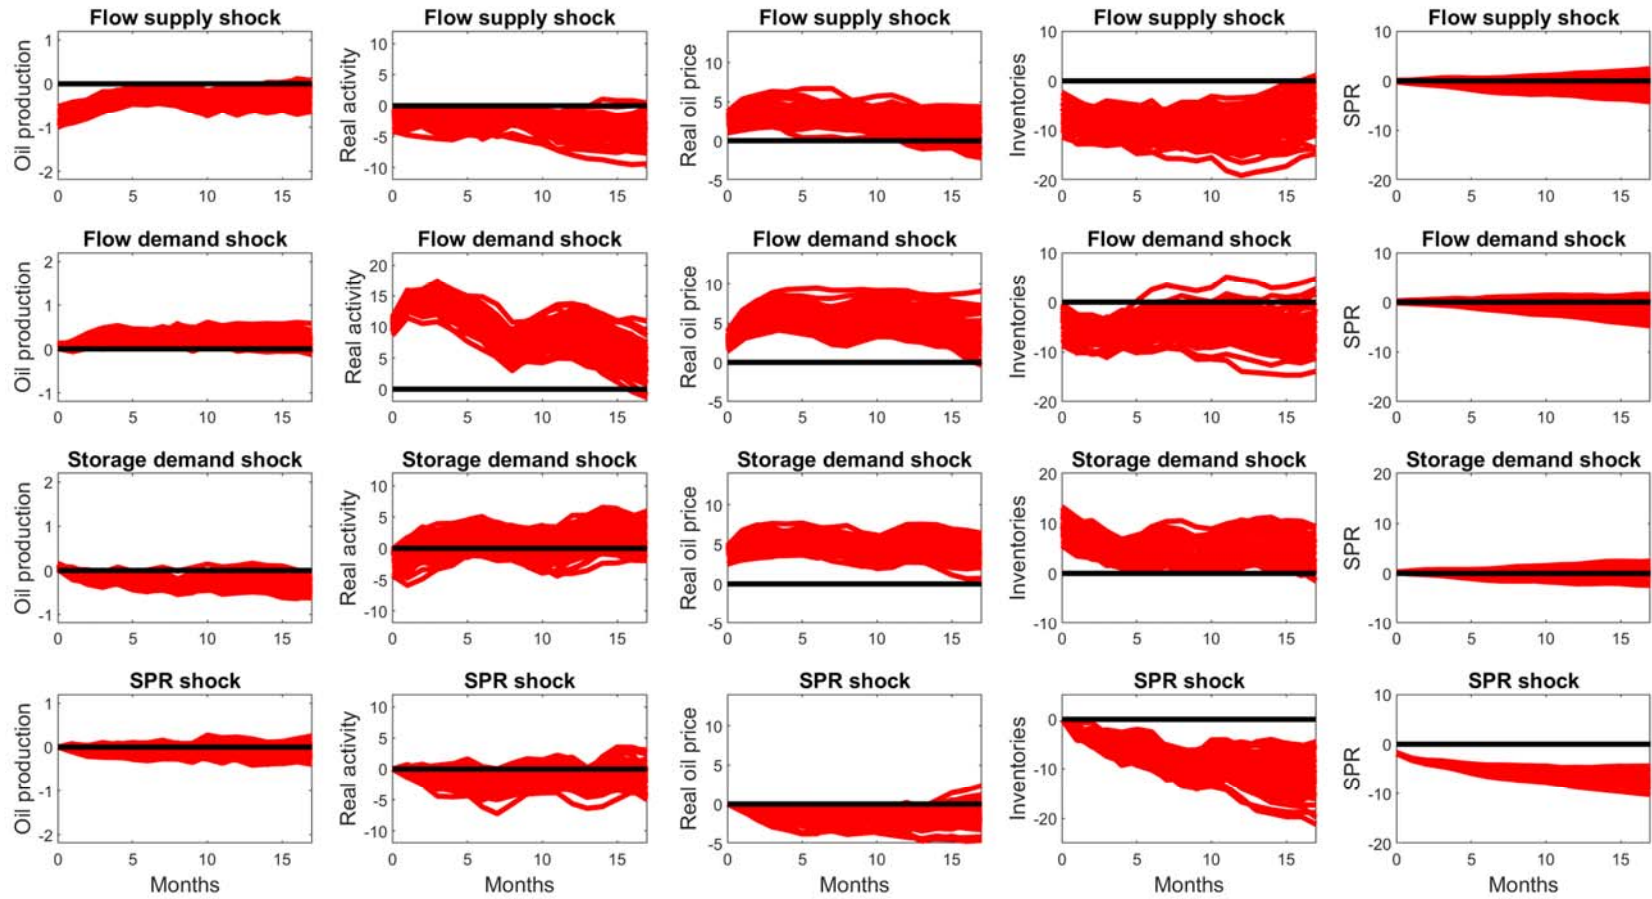 Flow supply shock Flow supply shock Flow supply shock Flow supply shock Flow supply shock
Oil production 1 0 -1 -2 0 5 10 15
Real activity 10 5 0 -5 -10 0 5 10 15
Real oil price 10 5 0 -5 0 5 10 15
Inventories 10 0 -10 -20 0 5 10 15
SPR 10 0 -10 -20 0 5 10 15
Flow demand shock Flow demand shock Flow demand shock Flow demand shock Flow demand shock
Oil production 2 1 0 -1 0 5 10 15
Real activity 20 15 10 5 0 0 5 10 15
Real oil price 10 5 0 -5 0 5 10 15
Inventories 10 0 -10 -20 0 5 10 15
SPR 10 0 -10 -20 0 5 10 15
Storage demand shock Storage demand shock Storage demand shock Storage demand shock Storage demand shock
Oil production 2 1 0 -1 0 5 10 15
Real activity 10 5 0 -5 -10 0 5 10 15
Real oil price 10 5 0 -5 0 5 10 15
Inventories 20 10 0 -10 0 5 10 15
SPR 20 10 0 -10 0 5 10 15
SPR shock SPR shock SPR shock SPR shock SPR shock
Oil production 1 0 -1 -2 0 5 10 15
Real activity 10 5 0 -5 -10 0 5 10 15
Real oil price 10 5 0 -5 0 5 10 15
Inventories 0 -10 -20 0 5 10 15
SPR 10 0 -10 -20 0 5 10 15
Months Months Months Months Months